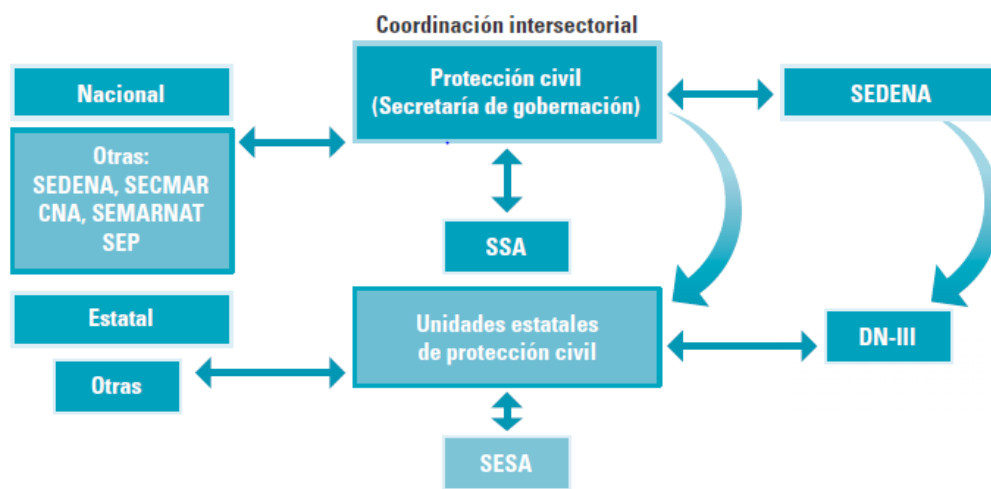 Coordinación intersectorial
Nacional
Protección civil
(Secretaría de gobernación)
SEDENA
Otras:
SEDENA, SECMAR
CNA, SEMARNAT
SEP
SSA
Estatal
Unidades estatales
de protección civil
DN-III
Otras
SESA